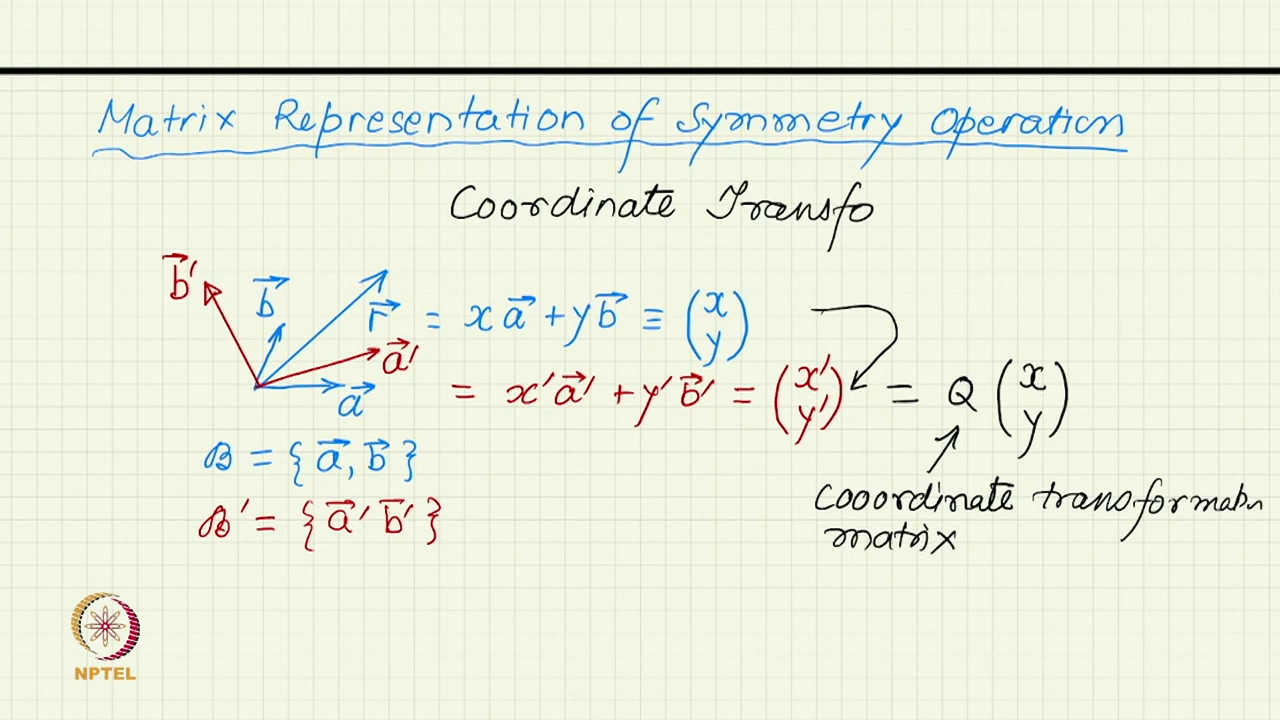 Matrix Representation of Symmetry Operation
Coordinate Transfo
b⃗′
b⃗
r⃗ = x a⃗ + y b⃗ ≡ (x y)
a⃗′
= x′a⃗′ + y′b⃗′ = (x′ y′) = Q (x y)
a⃗
B = {a⃗, b⃗}
Cooordinate transformatn
B′ = {a⃗′ b⃗′}
matrix
NPTEL